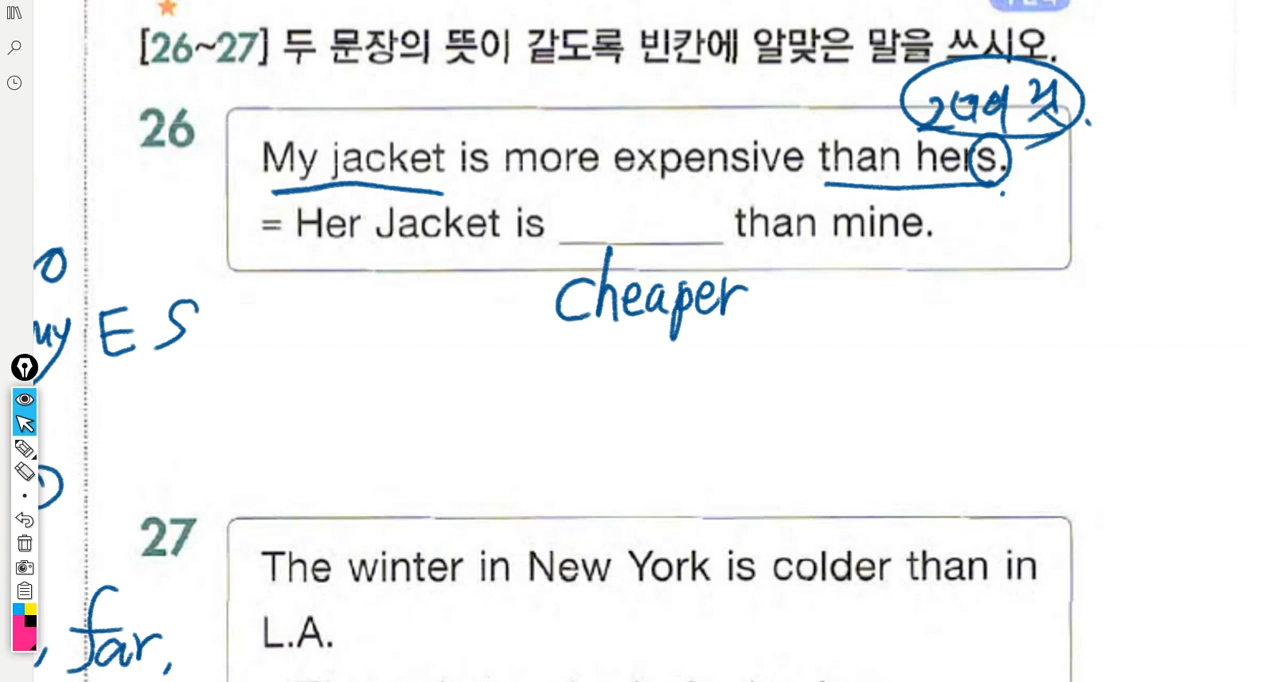 [26~27] 두 문장의 뜻이 같도록 빈칸에 알맞은 말을 쓰시오.
그녀의 것.
26
My jacket is more expensive than hers.
= Her Jacket is ________ than mine.
cheaper
E S
27
The winter in New York is colder than in
L.A.
far,